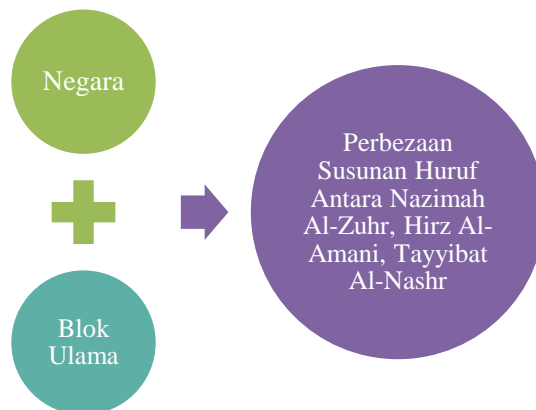 Negara
Blok
Ulama
Perbezaan
Susunan Huruf
Antara Nazimah
Al-Zuhr, Hirz Al-
Amani, Tayyibat
Al-Nashr